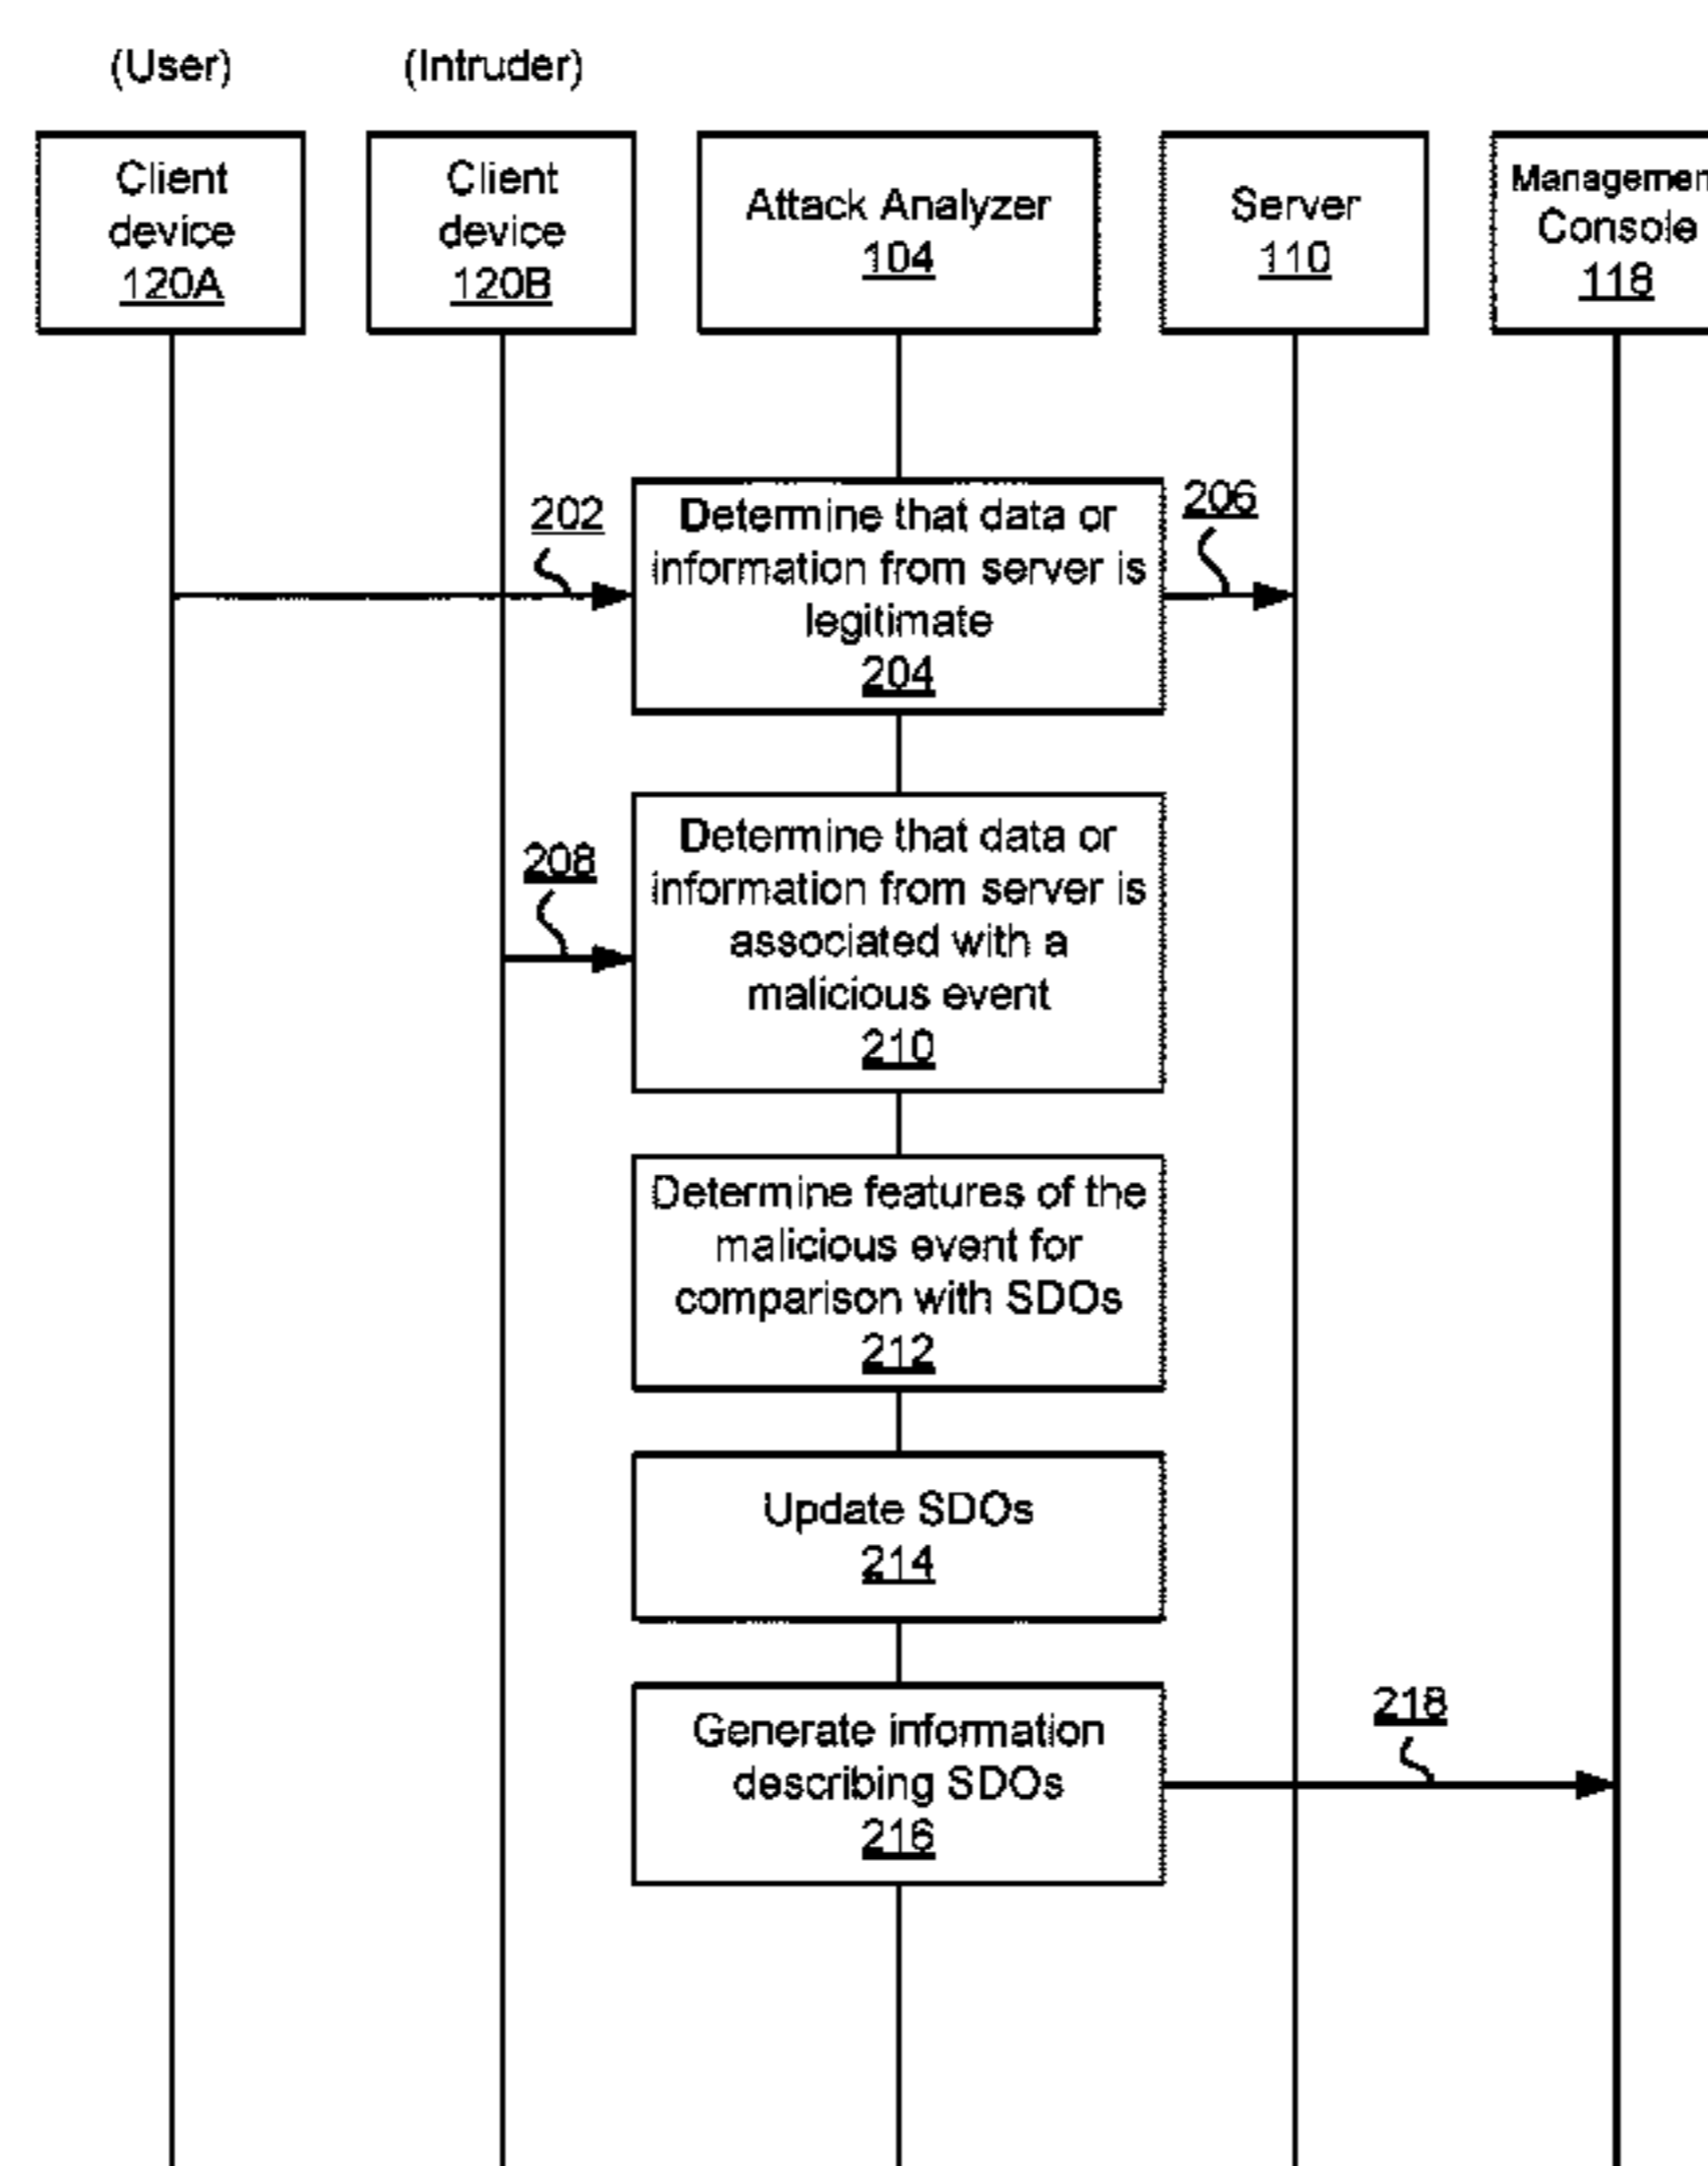 (User)
(Intruder)
Client
device
120A
Client
device
120B
Attack Analyzer
104
Server
110
Managemen
Console
118
202
Determine that data or
information from server is
legitimate
204
206
208
Determine that data or
information from server is
associated with a
malicious event
210
Determine features of the
malicious event for
comparison with SDOs
212
Update SDOs
214
Generate information
describing SDOs
216
218